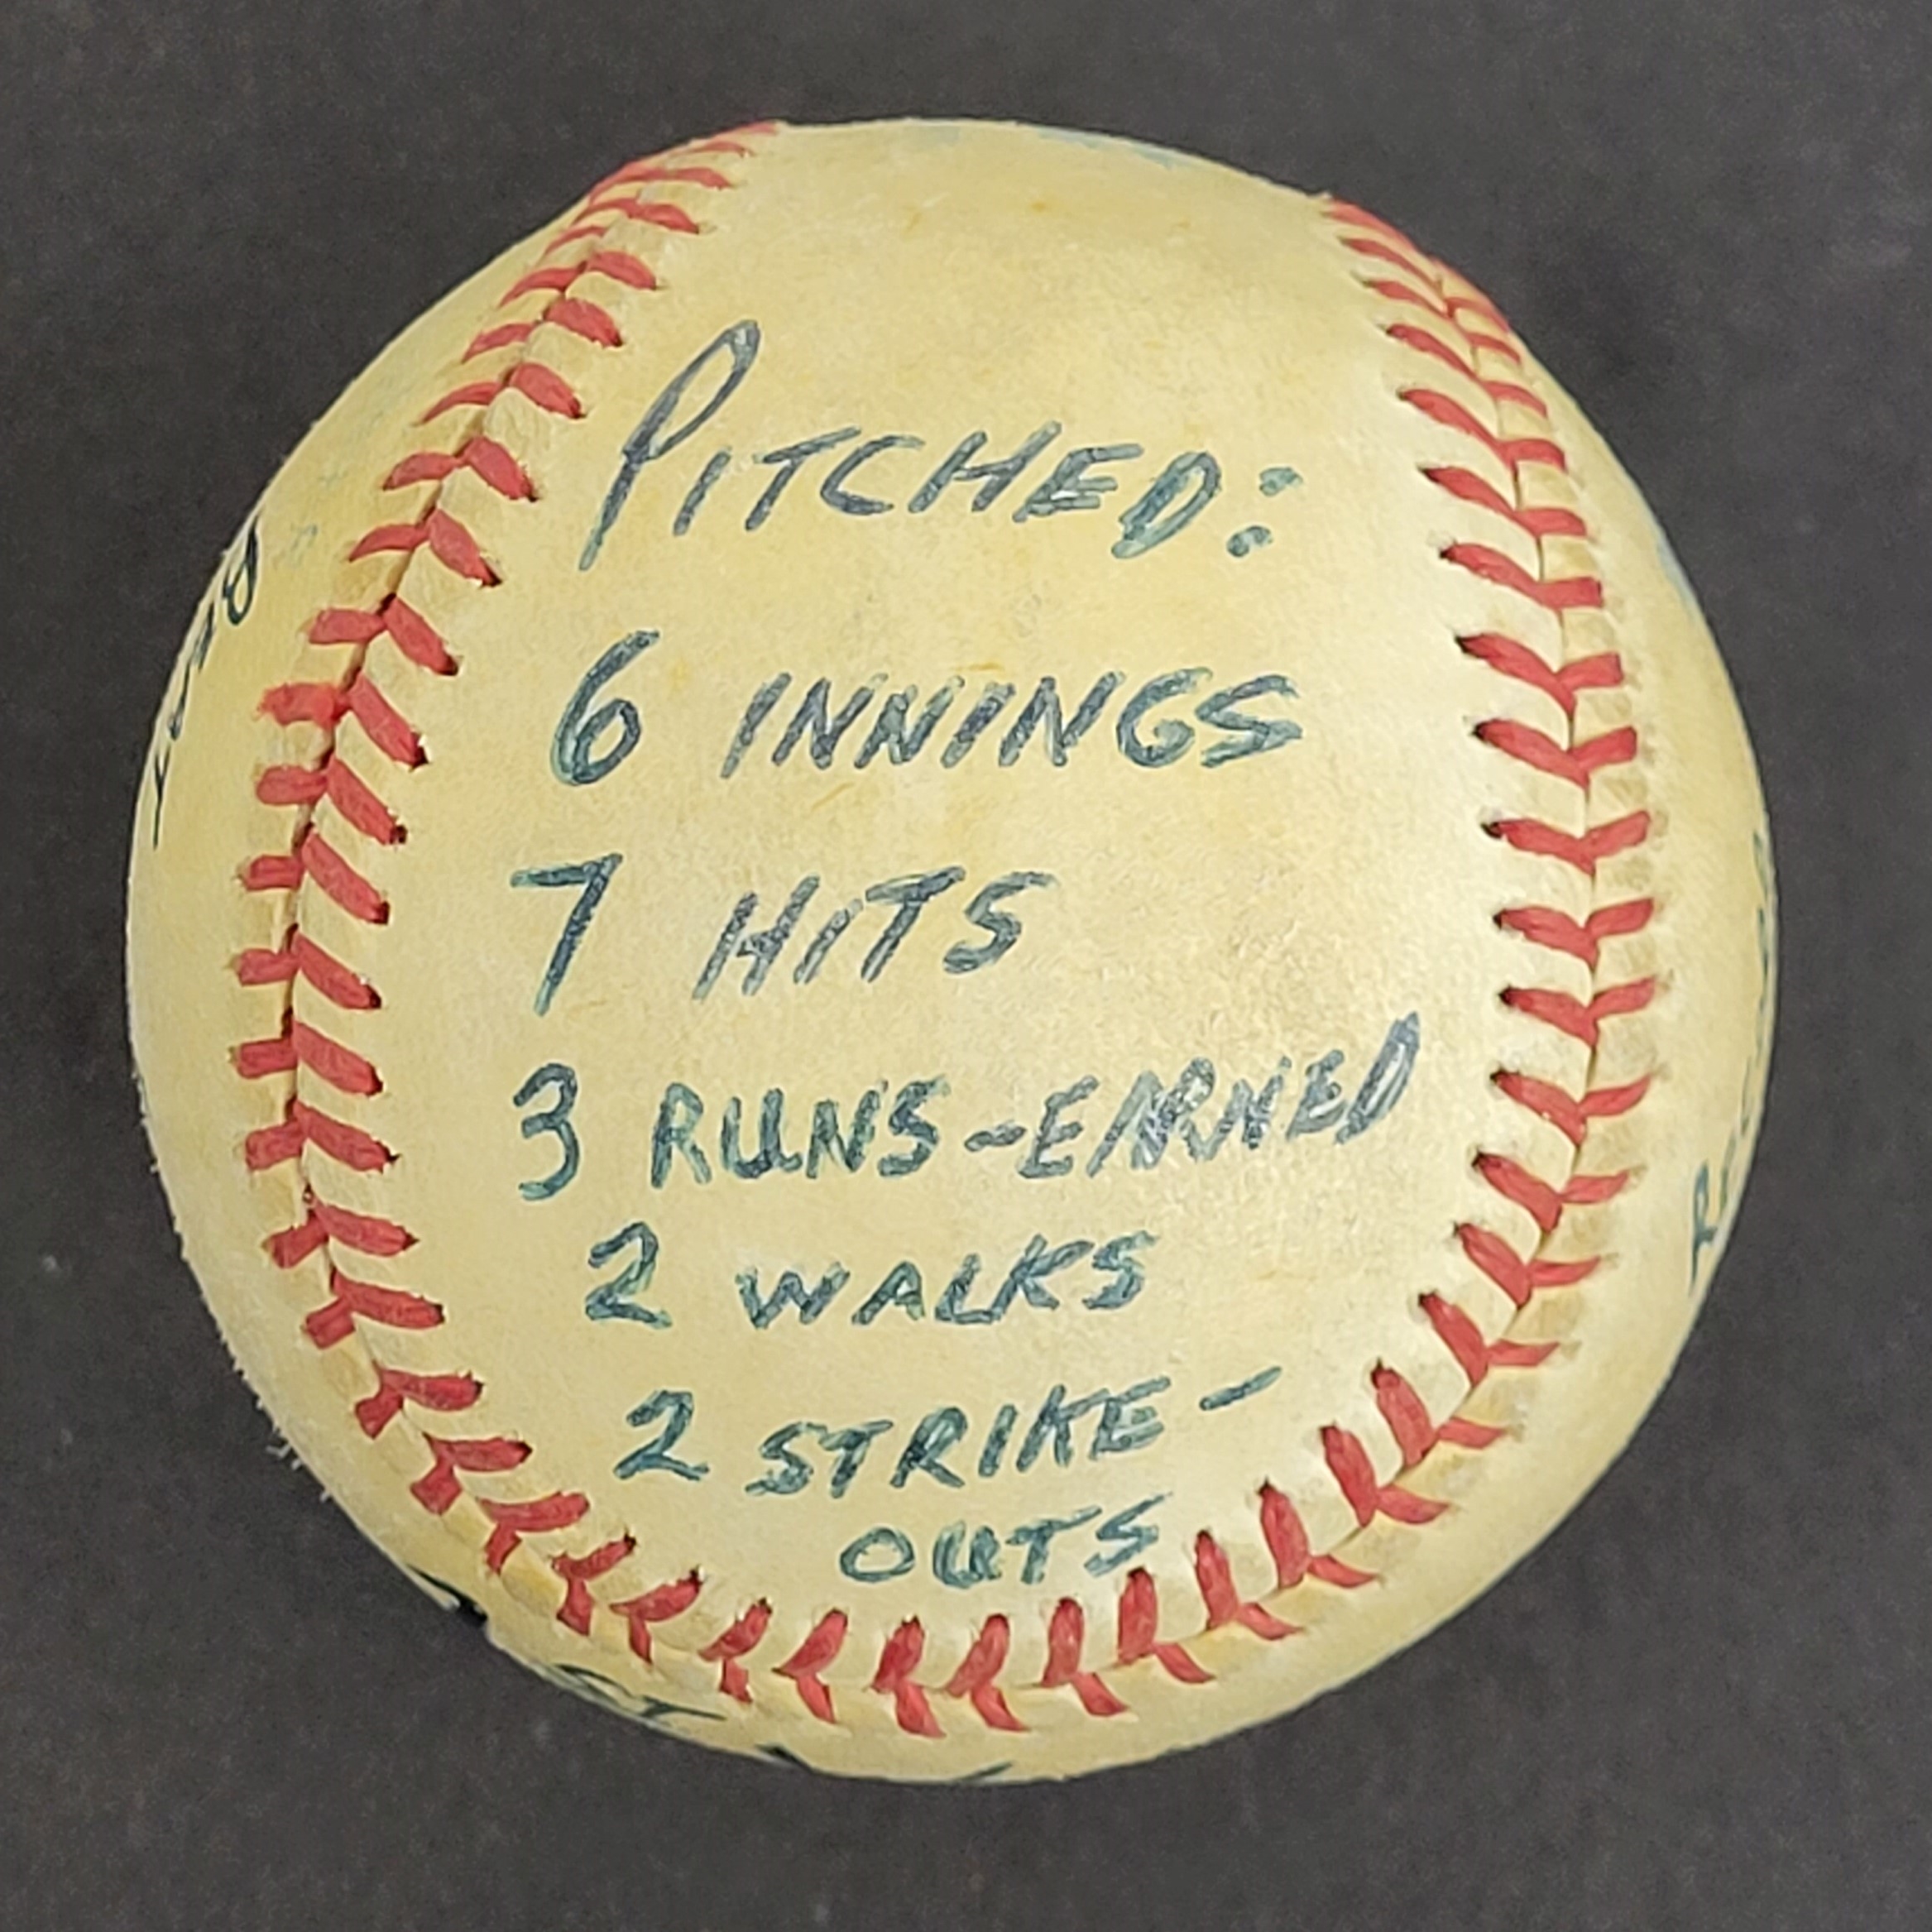 PITCHED:
6 INNINGS
7 HITS
3 RUNS-EARNED
2 WALKS
2 STRIKE-
OUTS